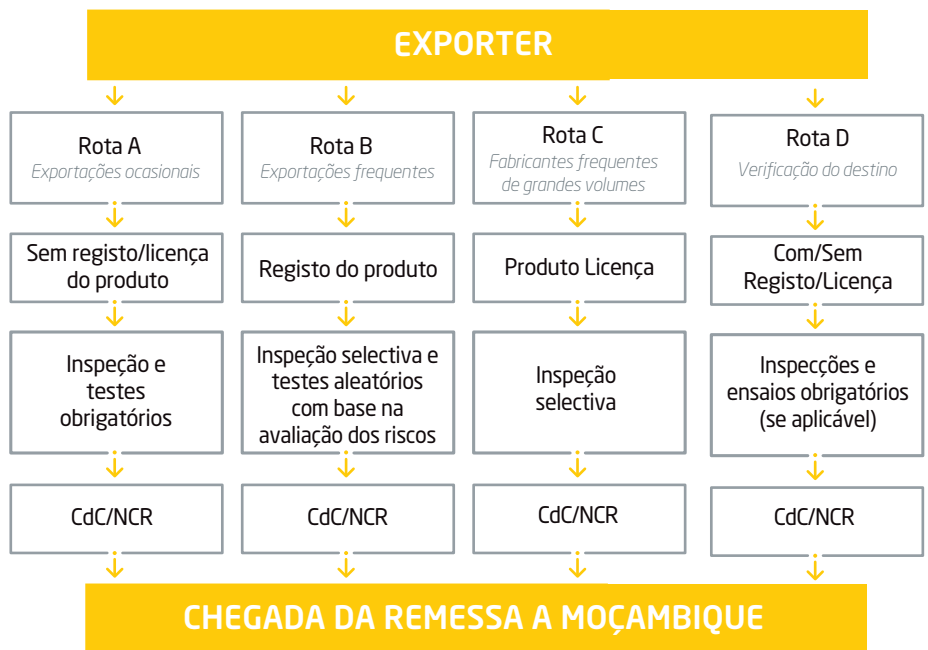 EXPORTER
Rota A
Exportações ocasionais
Rota B
Exportações frequentes
Rota C
Fabricantes frequentes
de grandes volumes
Rota D
Verificação do destino
Sem registo/licença
do produto
Registo do produto
Produto Licença
Com/Sem
Registo/Licença
Inspeção e
testes
obrigatórios
Inspeção selectiva e
testes aleatórios
com base na
avaliação dos riscos
Inspeção
selectiva
Inspecções e
ensaios obrigatórios
(se aplicável)
CdC/NCR
CdC/NCR
CdC/NCR
CdC/NCR
CHEGADA DA REMESSA A MOÇAMBIQUE